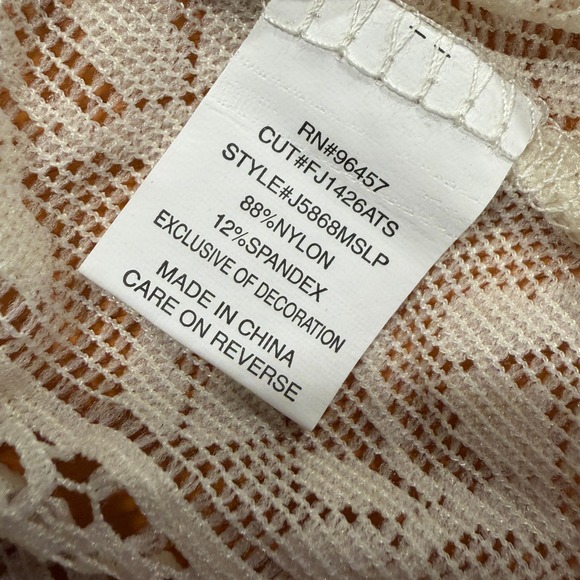 RN#96457
CUT#FJ1426ATS
STYLE#J5868MSLP
88%NYLON
12%SPANDEX
EXCLUSIVE OF DECORATION
MADE IN CHINA
CARE ON REVERSE